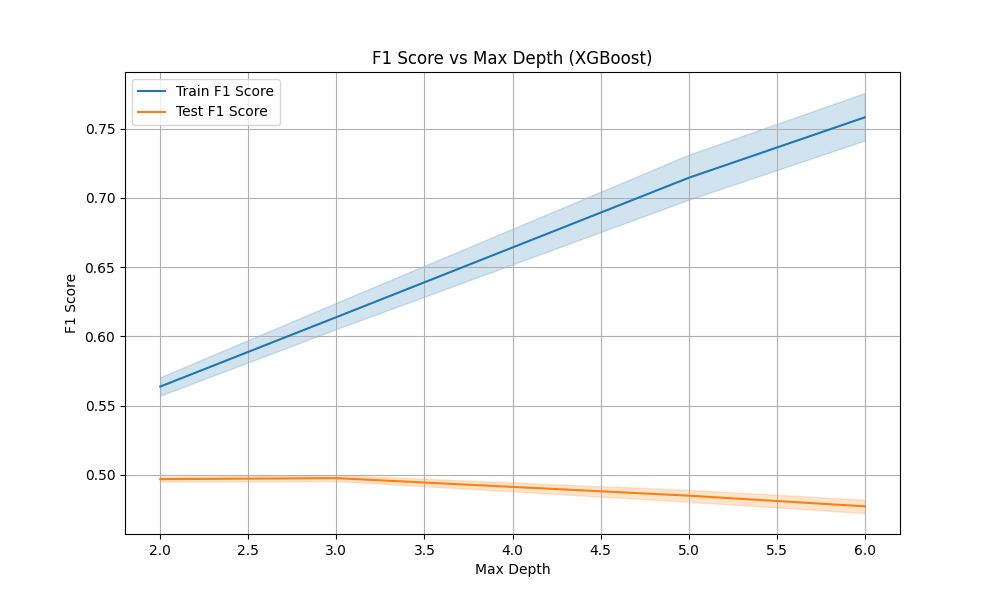 F1 Score vs Max Depth (XGBoost)
Train F1 Score
Test F1 Score
0.75
0.70
0.65
0.60
0.55
0.50
F1 Score
2.0 2.5 3.0 3.5 4.0 4.5 5.0 5.5 6.0
Max Depth